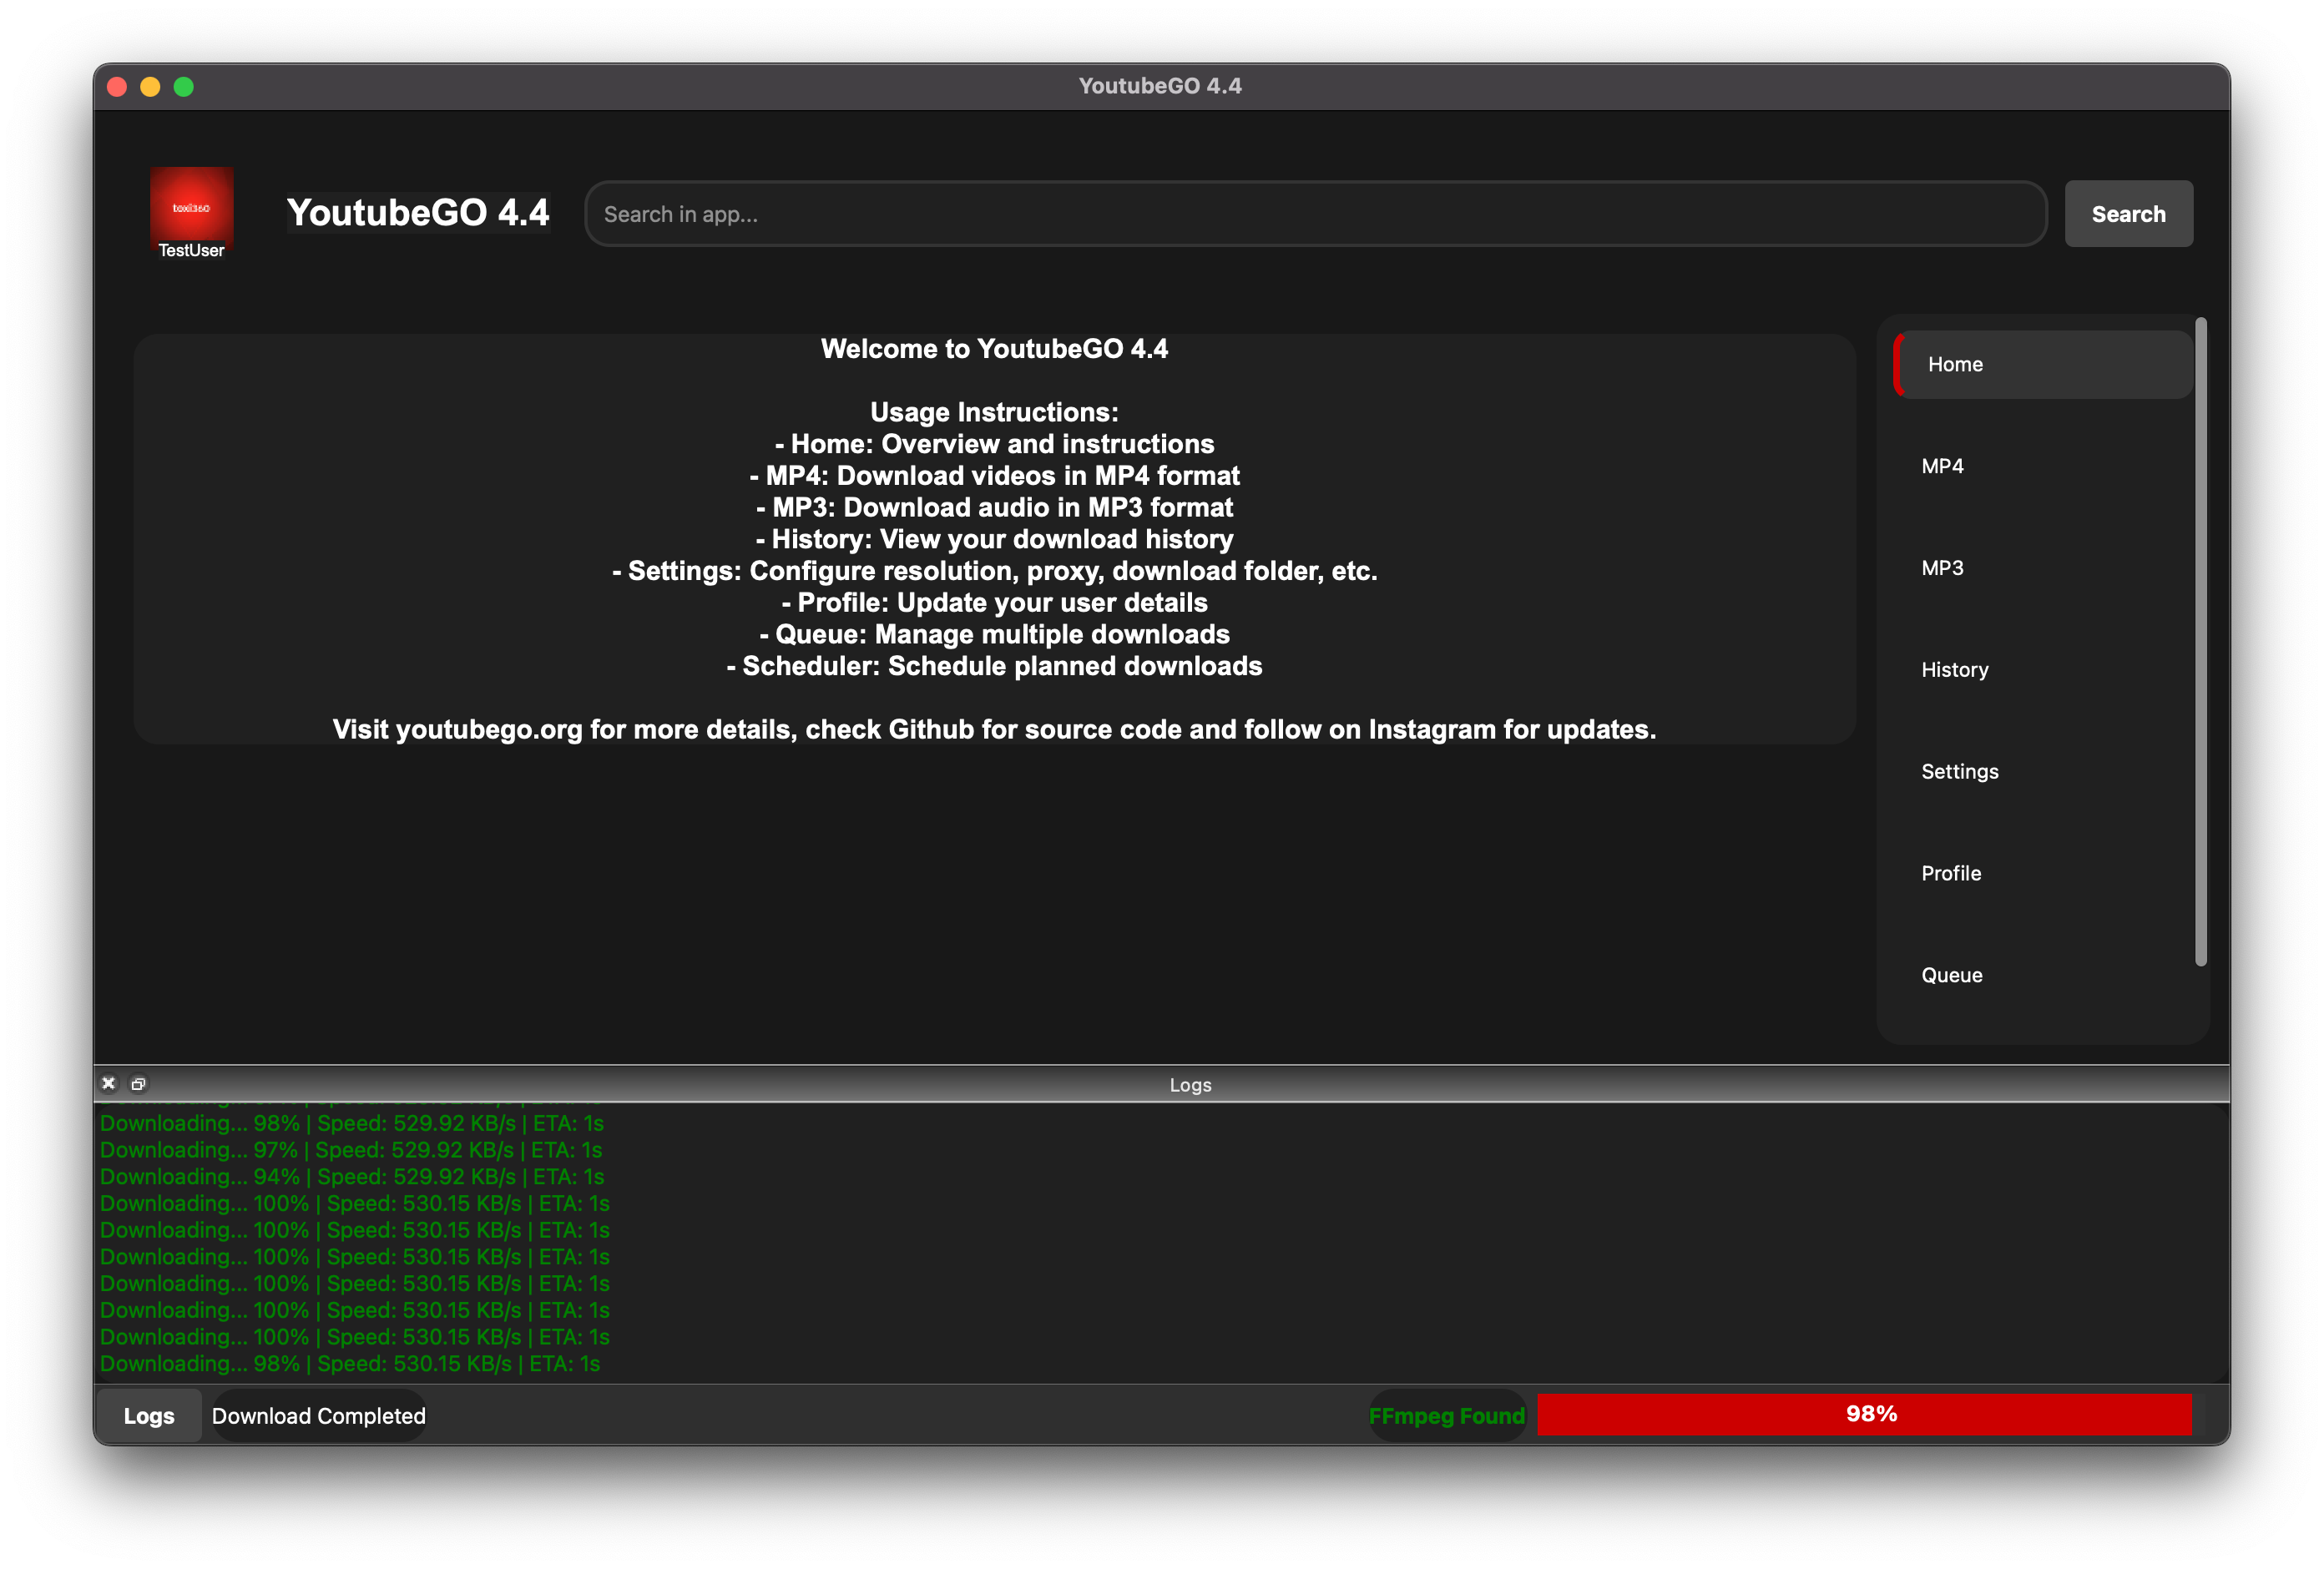 YoutubeGO 4.4
toxi360
TestUser
YoutubeGO 4.4
Search in app...
Search
Welcome to YoutubeGO 4.4
Usage Instructions:
- Home: Overview and instructions
- MP4: Download videos in MP4 format
- MP3: Download audio in MP3 format
- History: View your download history
- Settings: Configure resolution, proxy, download folder, etc.
- Profile: Update your user details
- Queue: Manage multiple downloads
- Scheduler: Schedule planned downloads
Visit youtubego.org for more details, check Github for source code and follow on Instagram for updates.
Home
MP4
MP3
History
Settings
Profile
Queue
Logs
Downloading... 98% | Speed: 529.92 KB/s | ETA: 1s
Downloading... 97% | Speed: 529.92 KB/s | ETA: 1s
Downloading... 94% | Speed: 529.92 KB/s | ETA: 1s
Downloading... 100% | Speed: 530.15 KB/s | ETA: 1s
Downloading... 100% | Speed: 530.15 KB/s | ETA: 1s
Downloading... 100% | Speed: 530.15 KB/s | ETA: 1s
Downloading... 100% | Speed: 530.15 KB/s | ETA: 1s
Downloading... 100% | Speed: 530.15 KB/s | ETA: 1s
Downloading... 100% | Speed: 530.15 KB/s | ETA: 1s
Downloading... 98% | Speed: 530.15 KB/s | ETA: 1s
Logs
Download Completed
FFmpeg Found
98%